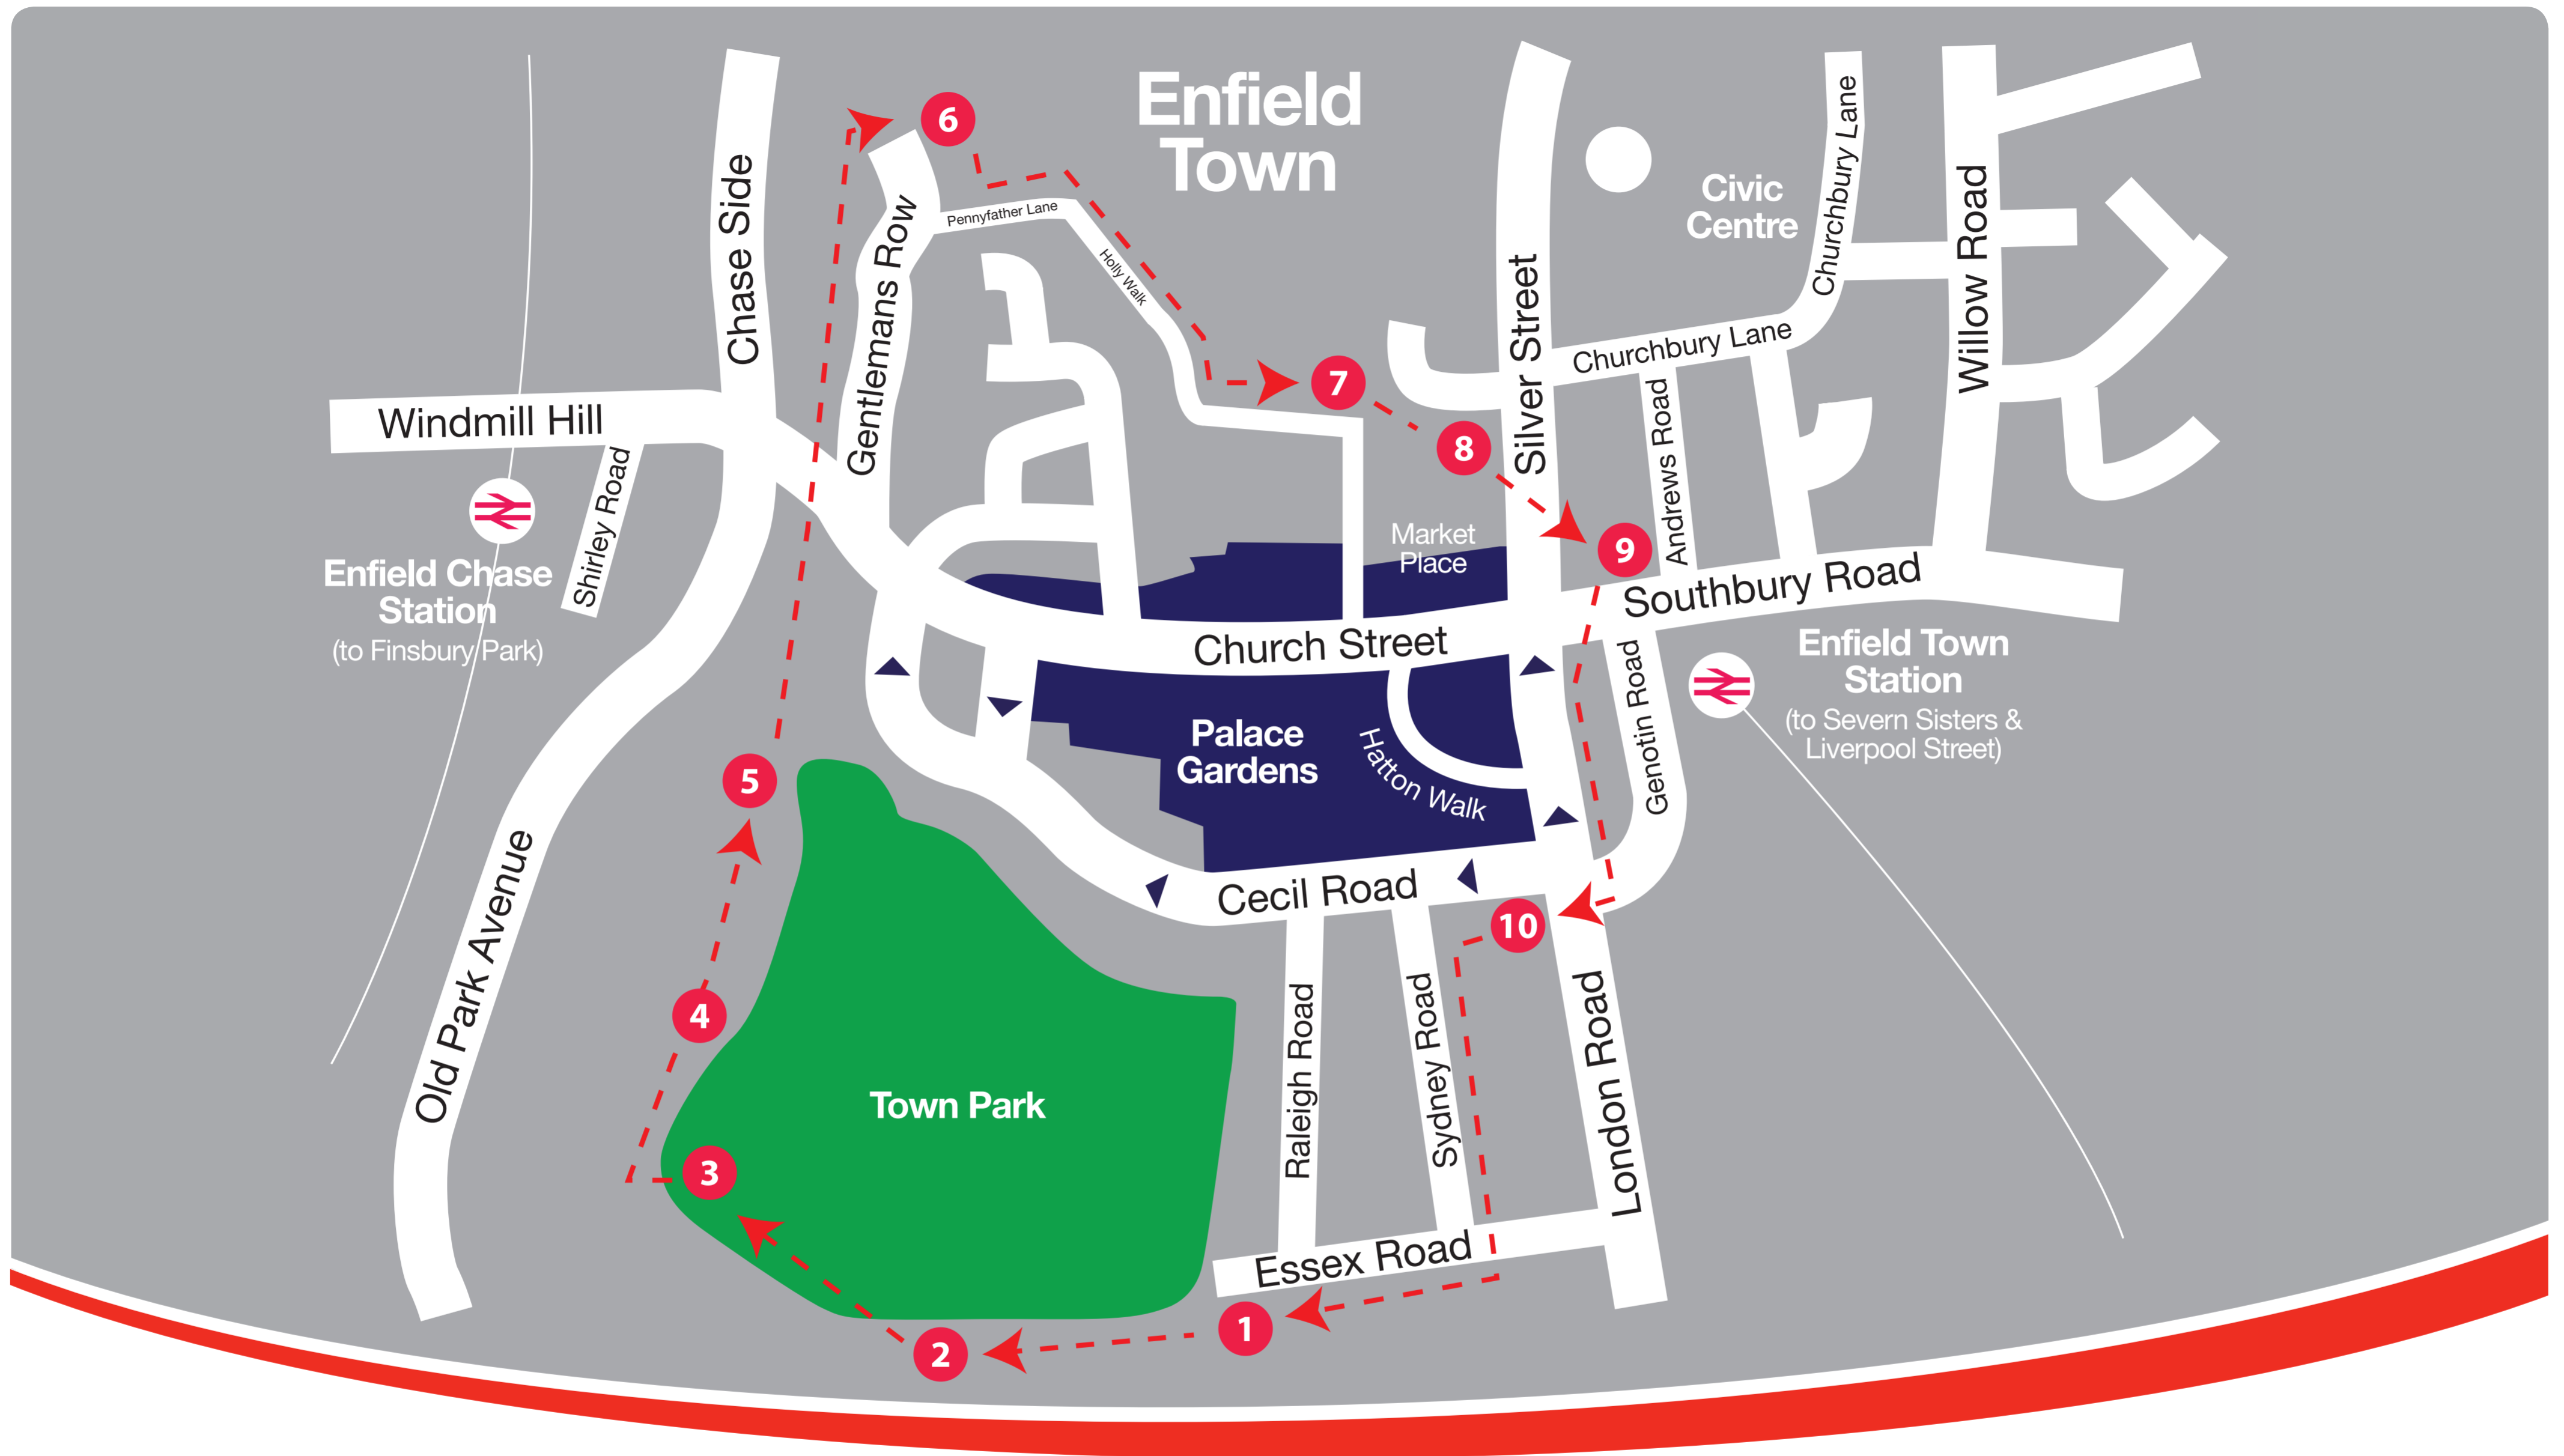 Enfield
Town
6
Chase Side
Gentlemans Row
Pennyfather Lane
Holly Walk
Silver Street
Civic
Centre
Churchbury Lane
Willow Road
Churchbury Lane
Andrews Road
Windmill Hill
Shirley Road
7
8
9
Market
Place
Enfield Chase
Station
(to Finsbury Park)
Southbury Road
Church Street
Genotin Road
Enfield Town
Station
(to Severn Sisters &
Liverpool Street)
Palace
Gardens
Hatton Walk
5
Old Park Avenue
Cecil Road
10
4
Town Park
Raleigh Road
Sydney Road
London Road
3
Essex Road
1
2